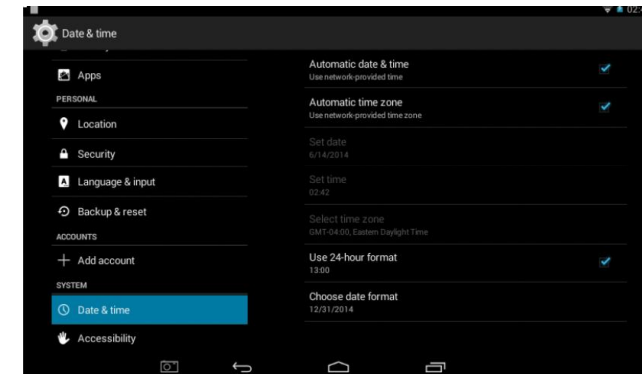 02:4
Date & time
Apps
PERSONAL
Location
Security
Language & input
Backup & reset
ACCOUNTS
Add account
SYSTEM
Date & time
Accessibility
Automatic date & time
Use network-provided time
Automatic time zone
Use network-provided time zone
Set date
6/14/2014
Set time
02:42
Select time zone
GMT-04:00, Eastern Daylight Time
Use 24-hour format
13:00
Choose date format
12/31/2014